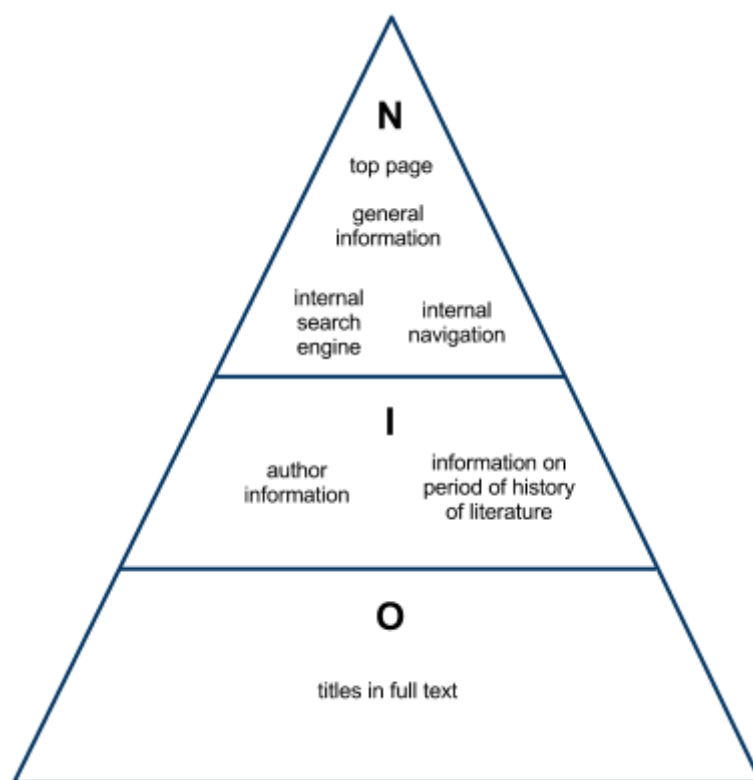 N
top page
general
information
internal
search
engine
internal
navigation
I
author
information
information on
period of history
of literature
O
titles in full text